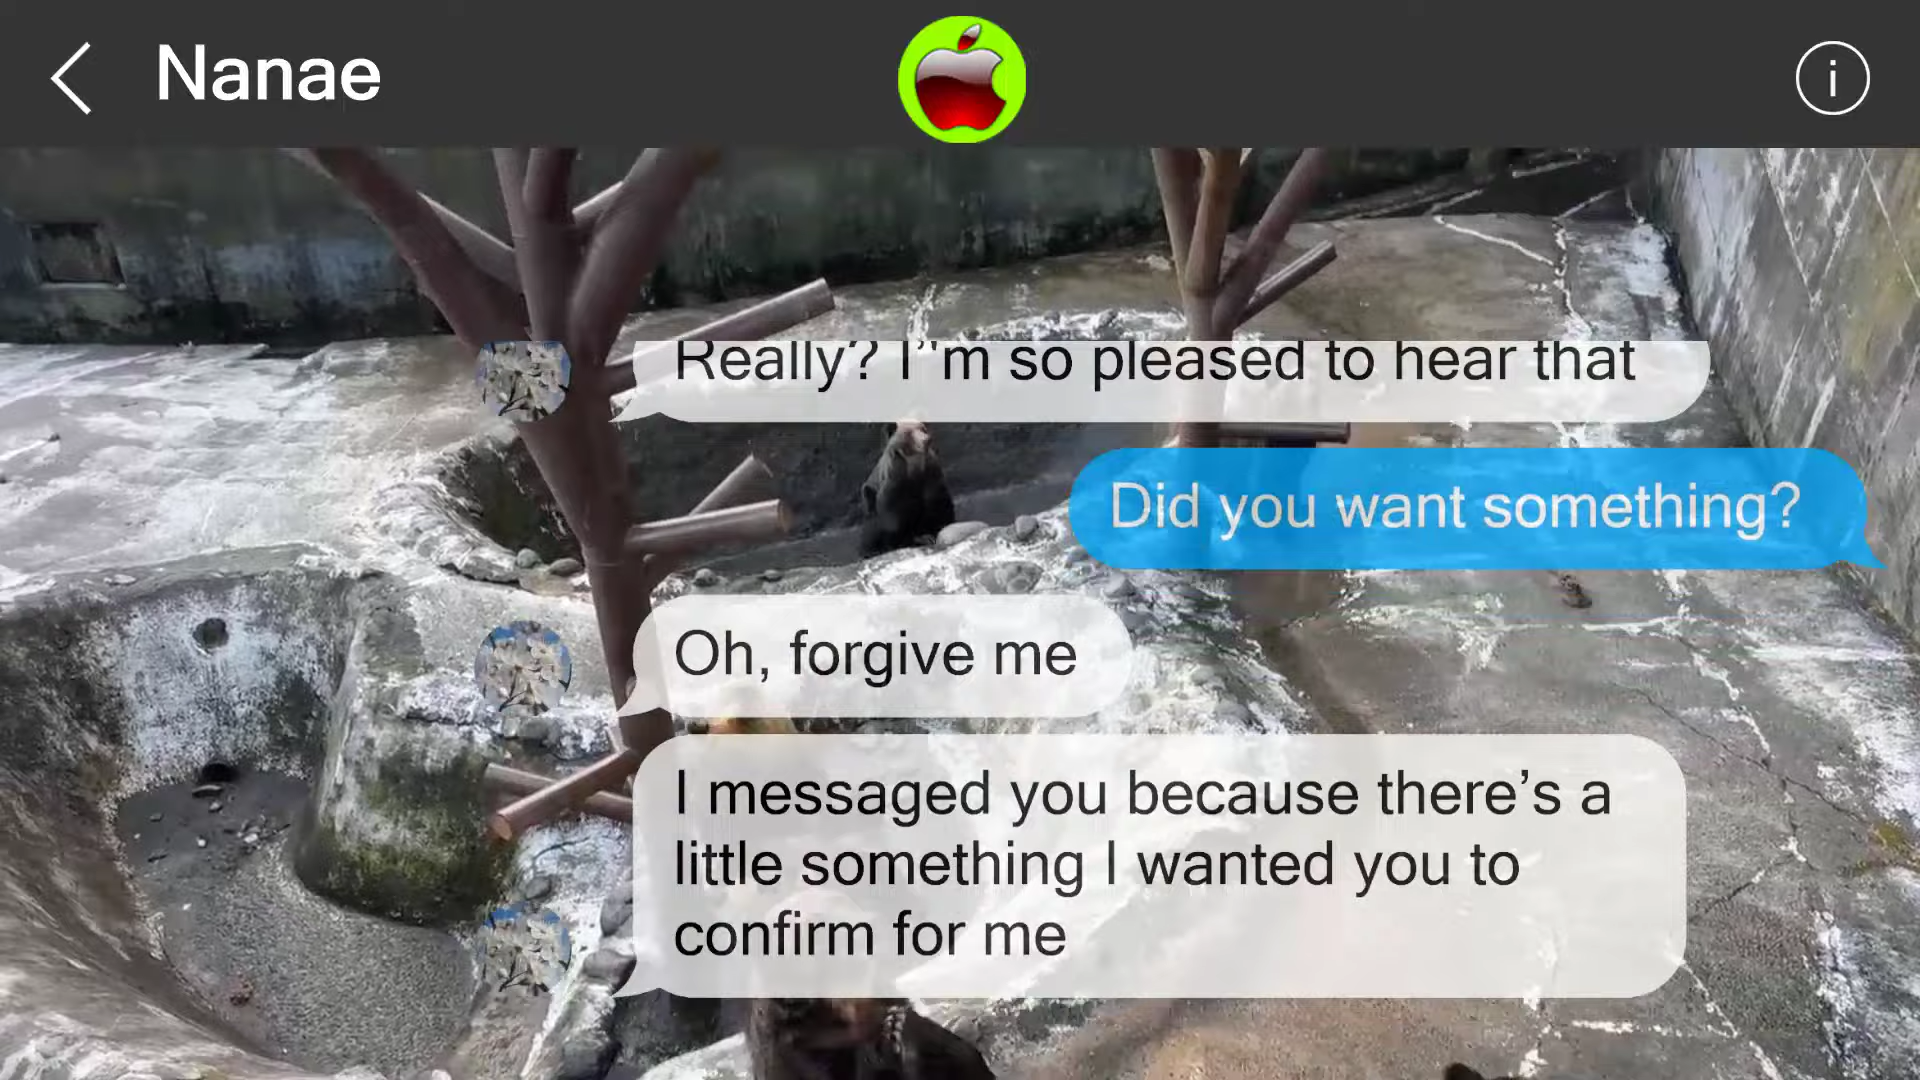 Nanae
Really? I''m so pleased to hear that
Did you want something?
Oh, forgive me
I messaged you because there’s a
little something I wanted you to
confirm for me